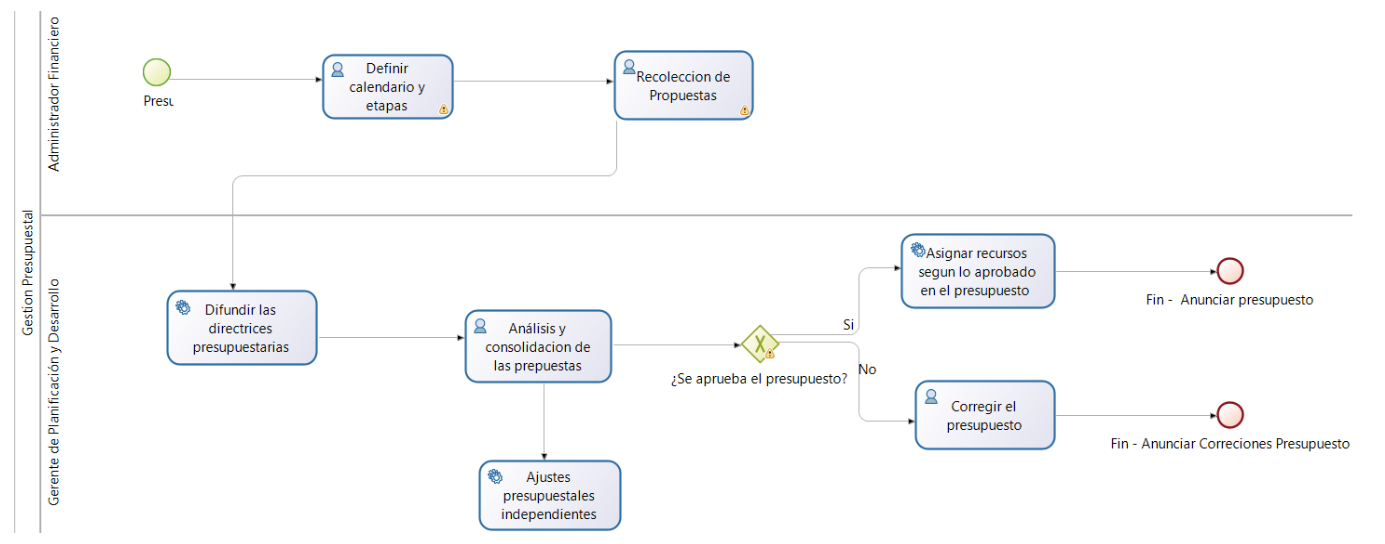 Gestion Presupuestal
Administrador Financiero
Presu
Definir
calendario y
etapas
Recoleccion de
Propuestas
Gerente de Planificación y Desarrollo
Difundir las
directrices
presupuestarias
Análisis y
consolidacion de
las prepuestas
Ajustes
presupuestales
independientes
¿Se aprueba el presupuesto?
Si
No
Asignar recursos
segun lo aprobado
en el presupuesto
Fin -  Anunciar presupuesto
Corregir el
presupuesto
Fin - Anunciar Correciones Presupuesto